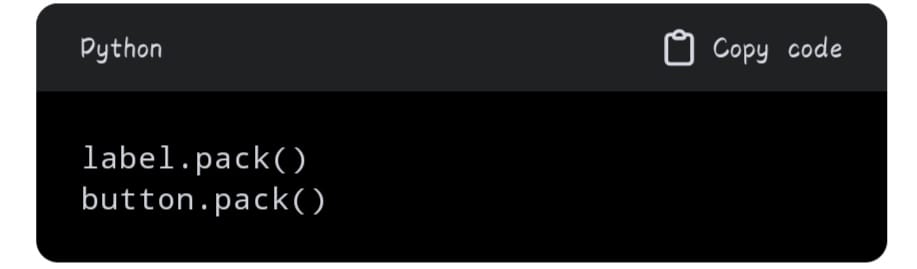 Python
Copy code
label.pack()
button.pack()